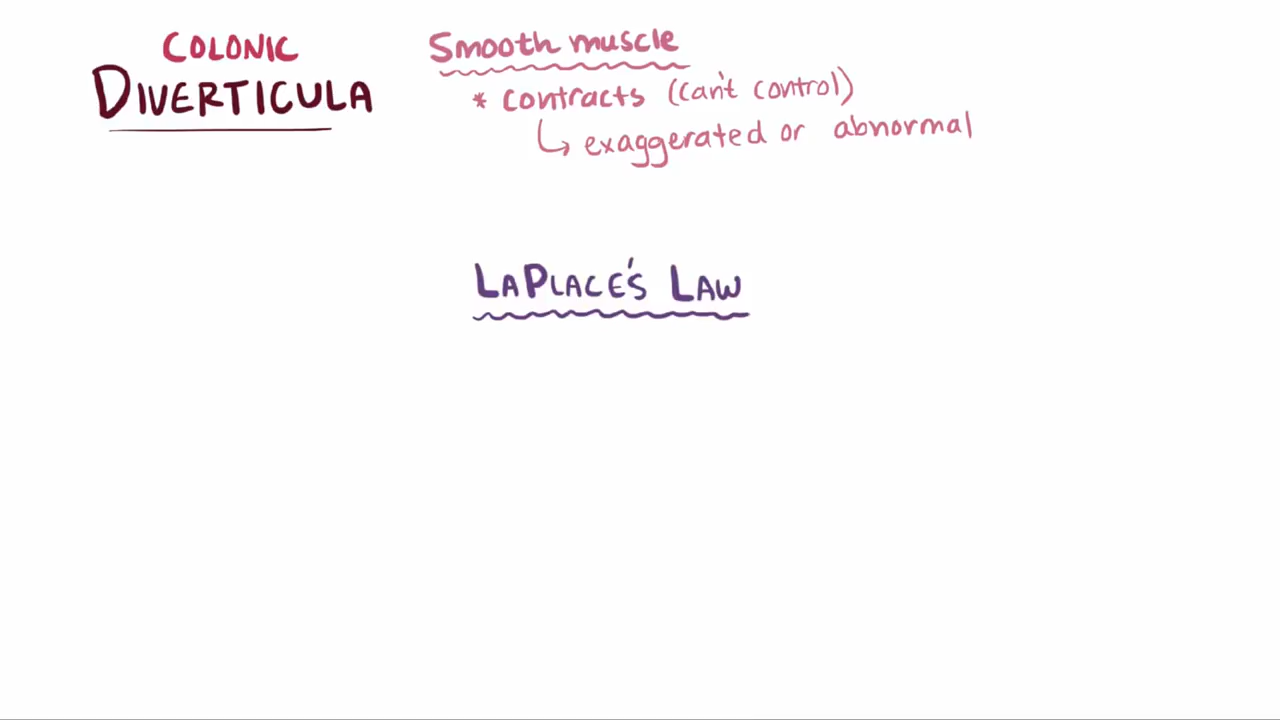 COLONIC
DIVERTICULA
Smooth muscle
* contracts (can't control)
↳ exaggerated or abnormal
LAPLACE'S LAW